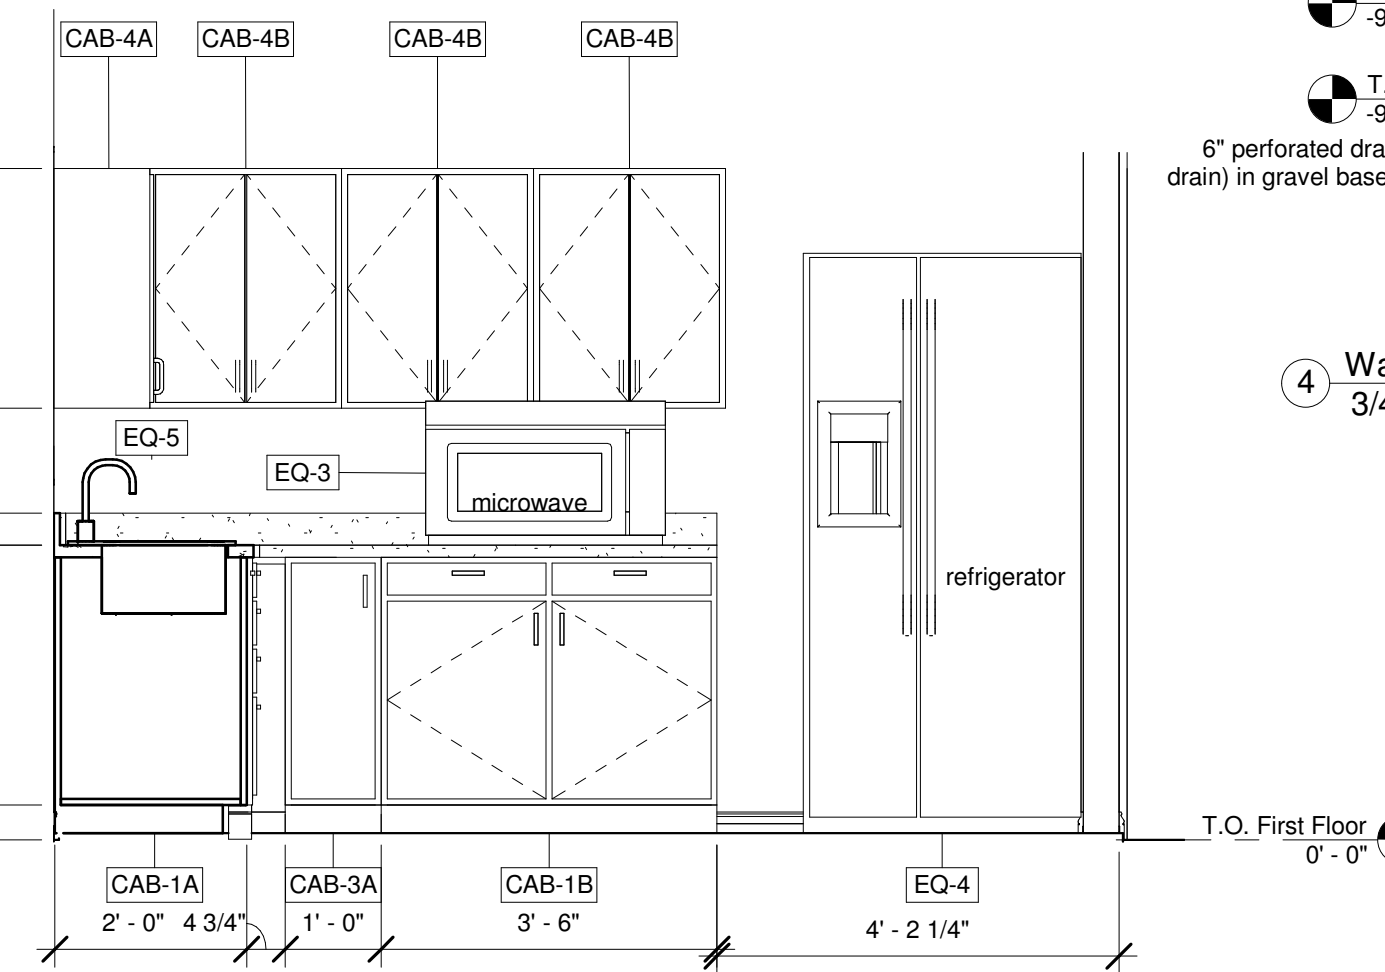 CAB-4A CAB-4B CAB-4B CAB-4B
6" perforated
drain) in gravel base
4
EQ-5
EQ-3
microwave
refrigerator
T.O. First Floor
0' - 0"
CAB-1A CAB-3A CAB-1B EQ-4
2' - 0" 4 3/4" 1' - 0" 3' - 6" 4' - 2 1/4"